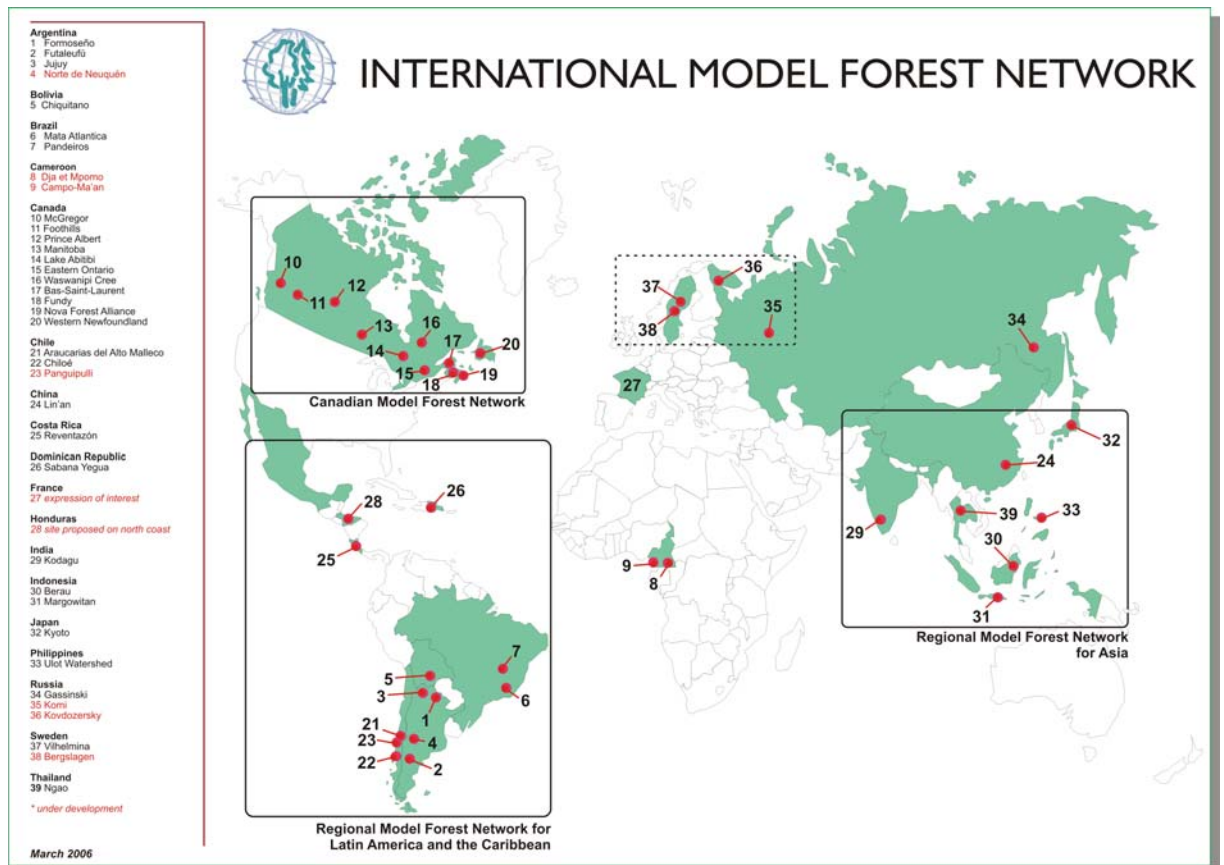 INTERNATIONAL MODEL FOREST NETWORK
Argentina
1 Formoseño
2 Futaleufú
3 Jujuy
4 Norte de Neuquén
Bolivia
5 Chiquitano
Brazil
6 Mata Atlantica
7 Pandeiros
Cameroon
8 Dja et Mpomo
9 Campo-Ma'an
Canada
10 McGregor
11 Foothills
12 Prince Albert
13 Manitoba
14 Lake Abitibi
15 Eastern Ontario
16 Waswanipi Cree
17 Bas-Saint-Laurent
18 Fundy
19 Nova Forest Alliance
20 Western Newfoundland
Chile
21 Araucarias del Alto Malleco
22 Chiloé
23 Panguipulli
China
24 Lin'an
Costa Rica
25 Reventazón
Dominican Republic
26 Sabana Yegua
France
27 expression of interest
Honduras
28 site proposed on north coast
India
29 Kodagu
Indonesia
30 Berau
31 Margowitan
Japan
32 Kyoto
Philippines
33 Ulot Watershed
Russia
34 Gassinski
35 Komi
36 Kovdozersky
Sweden
37 Vilhelmina
38 Bergslagen
Thailand
39 Ngao
* under development
March 2006
10
11
12
13
14
15
16
17
18
19
20
Canadian Model Forest Network
36
37
38
35
34
27
28
26
25
9
8
32
24
29
39
33
30
31
Regional Model Forest Network
for Asia
7
5
3
6
1
21
23
4
22
2
Regional Model Forest Network for
Latin America and the Caribbean